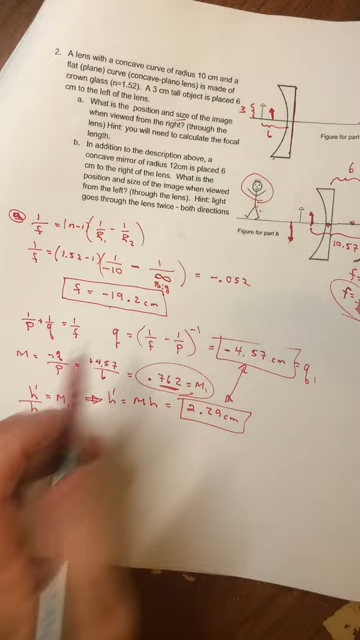 2. A lens with a concave curve of radius 10 cm and a
flat (plane) curve (concave-plano lens) is made of
crown glass (n=1.52). A 3 cm tall object is placed 6
cm to the left of the lens.
a. What is the position and size of the image
when viewed from the right? (through the
lens) Hint: you will need to calculate the focal
length.
b. In addition to the description above, a
concave mirror of radius 12cm is placed 6
cm to the right of the lens. What is the
position and size of the image when viewed
from the left? (through the lens). Hint: light
goes through the lens twice - both directions
3
6
Figure for part
6
Figure for part b
10.57
f=
f=
a
1/f = (n-1)(1/R₁ - 1/R₂)
1/f = (1.52-1)(1/-10 - 1/∞) = -.052
Big
f = -19.2 cm
1/p + 1/q = 1/f
q = (1/f - 1/p)⁻¹ = -4.57 cm = q₁
M = -q/p = +4.57/6 = .762 = M₁
h'/h = M₁ ⇒ h' = Mh = 2.29cm